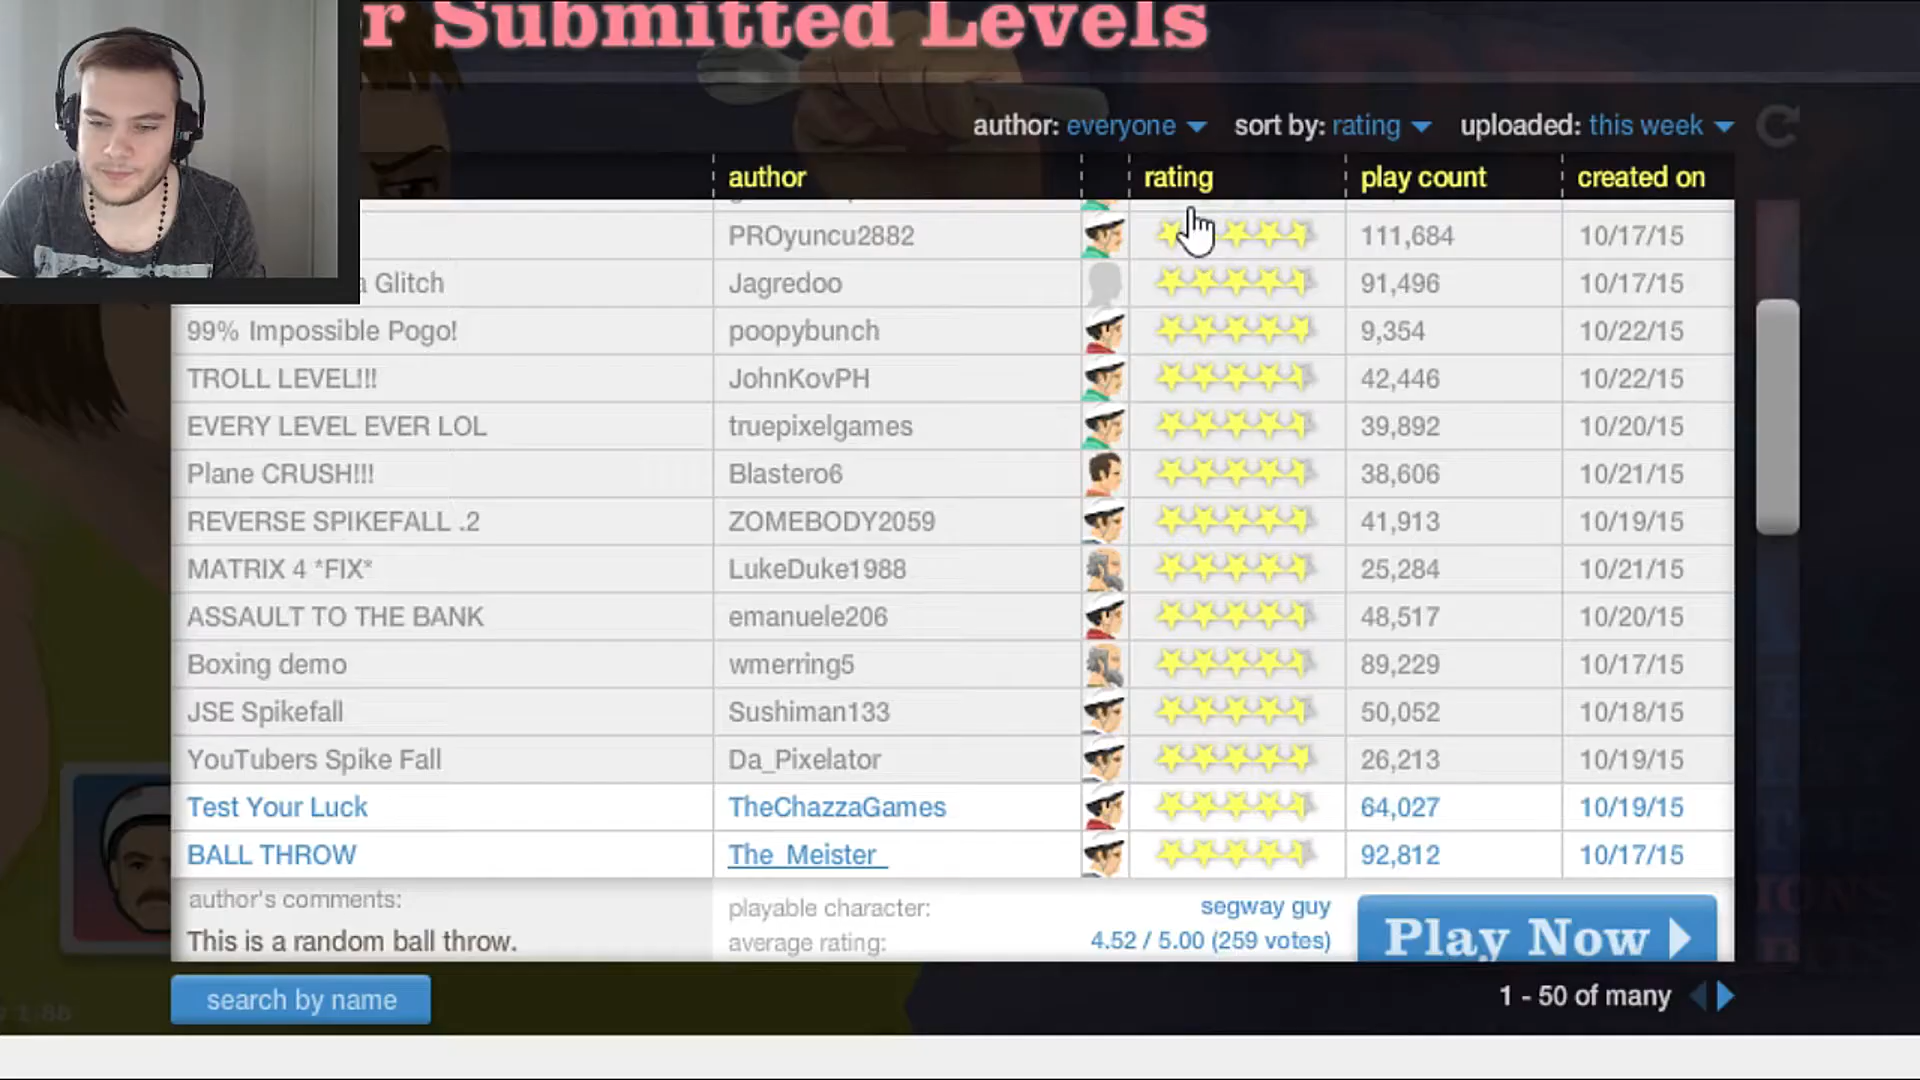 r Submitted Levels
author: everyone sort by: rating uploaded: this week
author rating play count created on
PROyuncu2882 111,684 10/17/15
a Glitch Jagredoo 91,496 10/17/15
99% Impossible Pogo! poopybunch 9,354 10/22/15
TROLL LEVEL!!! JohnKovPH 42,446 10/22/15
EVERY LEVEL EVER LOL truepixelgames 39,892 10/20/15
Plane CRUSH!!! Blastero6 38,606 10/21/15
REVERSE SPIKEFALL .2 ZOMEBODY2059 41,913 10/19/15
MATRIX 4 *FIX* LukeDuke1988 25,284 10/21/15
ASSAULT TO THE BANK emanuele206 48,517 10/20/15
Boxing demo wmerring5 89,229 10/17/15
JSE Spikefall Sushiman133 50,052 10/18/15
YouTubers Spike Fall Da_Pixelator 26,213 10/19/15
Test Your Luck TheChazzaGames 64,027 10/19/15
BALL THROW The_Meister_ 92,812 10/17/15
author's comments: playable character: segway guy
This is a random ball throw. average rating: 4.52 / 5.00 (259 votes)
Play Now
search by name 1 - 50 of many